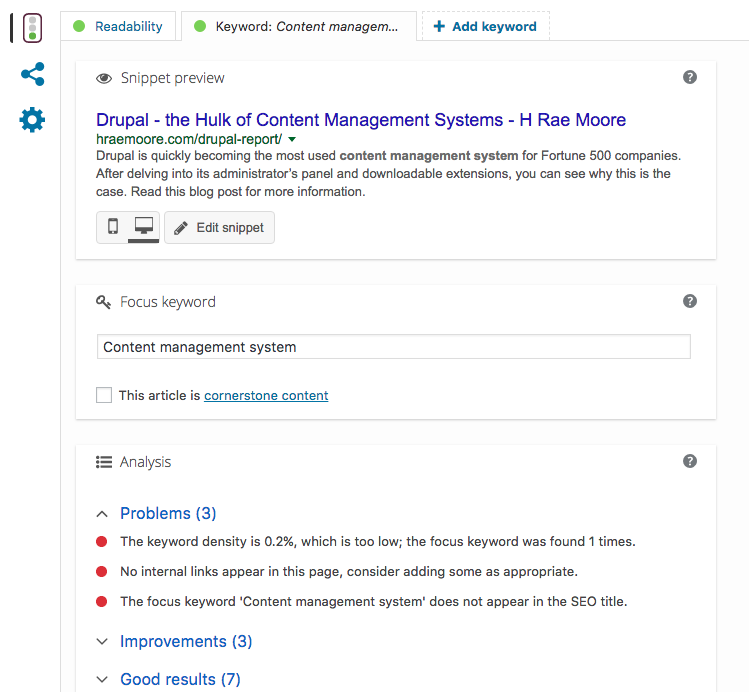 Readability
Keyword: Content managem...
+ Add keyword
Snippet preview
?
Drupal - the Hulk of Content Management Systems - H Rae Moore
hraemoore.com/drupal-report/
Drupal is quickly becoming the most used content management system for Fortune 500 companies.
After delving into its administrator's panel and downloadable extensions, you can see why this is the
case. Read this blog post for more information.
Edit snippet
Focus keyword
?
Content management system
This article is cornerstone content
Analysis
?
Problems (3)
The keyword density is 0.2%, which is too low; the focus keyword was found 1 times.
No internal links appear in this page, consider adding some as appropriate.
The focus keyword 'Content management system' does not appear in the SEO title.
Improvements (3)
Good results (7)